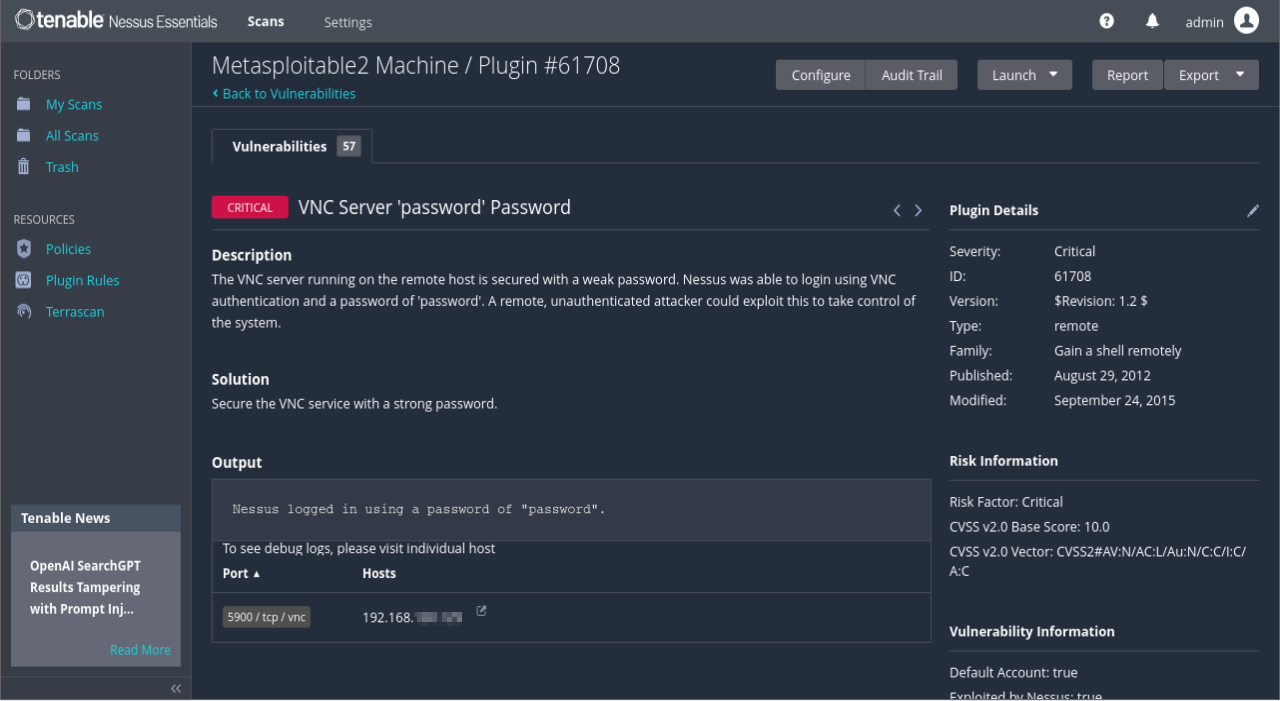 tenable Nessus Essentials Scans Settings admin
FOLDERS
My Scans
All Scans
Trash
RESOURCES
Policies
Plugin Rules
Terrascan
Tenable News
OpenAI SearchGPT
Results Tampering
with Prompt Inj...
Read More
Metasploitable2 Machine / Plugin #61708
< Back to Vulnerabilities
Configure Audit Trail Launch Report Export
Vulnerabilities 57
CRITICAL VNC Server 'password' Password
Description
The VNC server running on the remote host is secured with a weak password. Nessus was able to login using VNC
authentication and a password of 'password'. A remote, unauthenticated attacker could exploit this to take control of
the system.
Solution
Secure the VNC service with a strong password.
Output
Nessus logged in using a password of "password".
To see debug logs, please visit individual host
Port Hosts
5900 / tcp / vnc 192.168.
Plugin Details
Severity: Critical
ID: 61708
Version: $Revision: 1.2 $
Type: remote
Family: Gain a shell remotely
Published: August 29, 2012
Modified: September 24, 2015
Risk Information
Risk Factor: Critical
CVSS v2.0 Base Score: 10.0
CVSS v2.0 Vector: CVSS2#AV:N/AC:L/Au:N/C:C/I:C/
A:C
Vulnerability Information
Default Account: true
Exploited by Nessus: true